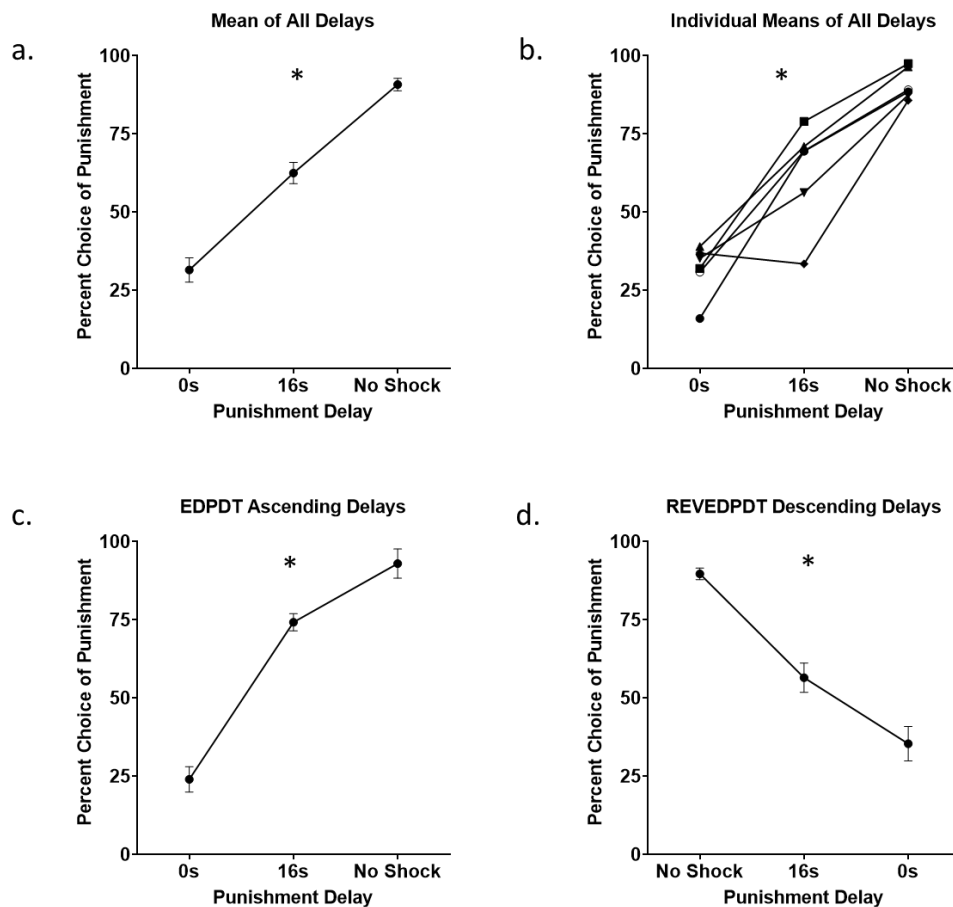 a.
Mean of All Delays
Percent Choice of Punishment
100
75
50
25
0
*
0s 16s No Shock
Punishment Delay
b.
Individual Means of All Delays
Percent Choice of Punishment
100
75
50
25
0
*
0s 16s No Shock
Punishment Delay
c.
EDPDT Ascending Delays
Percent Choice of Punishment
100
75
50
25
0
*
0s 16s No Shock
Punishment Delay
d.
REVEDPDT Descending Delays
Percent Choice of Punishment
100
75
50
25
0
*
No Shock 16s 0s
Punishment Delay